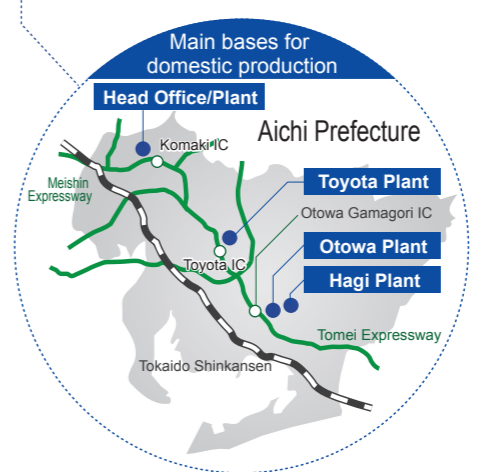 Main bases for
domestic production
Head Office/Plant
Komaki IC
Aichi Prefecture
Meishin
Expressway
Toyota Plant
Otowa Gamagori IC
Otowa Plant
Toyota IC
Hagi Plant
Tomei Expressway
Tokaido Shinkansen